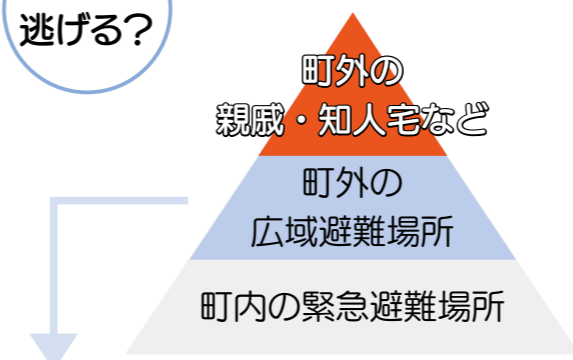 逃げる?
町外の
親戚・知人宅など
町外の
広域避難場所
町内の緊急避難場所